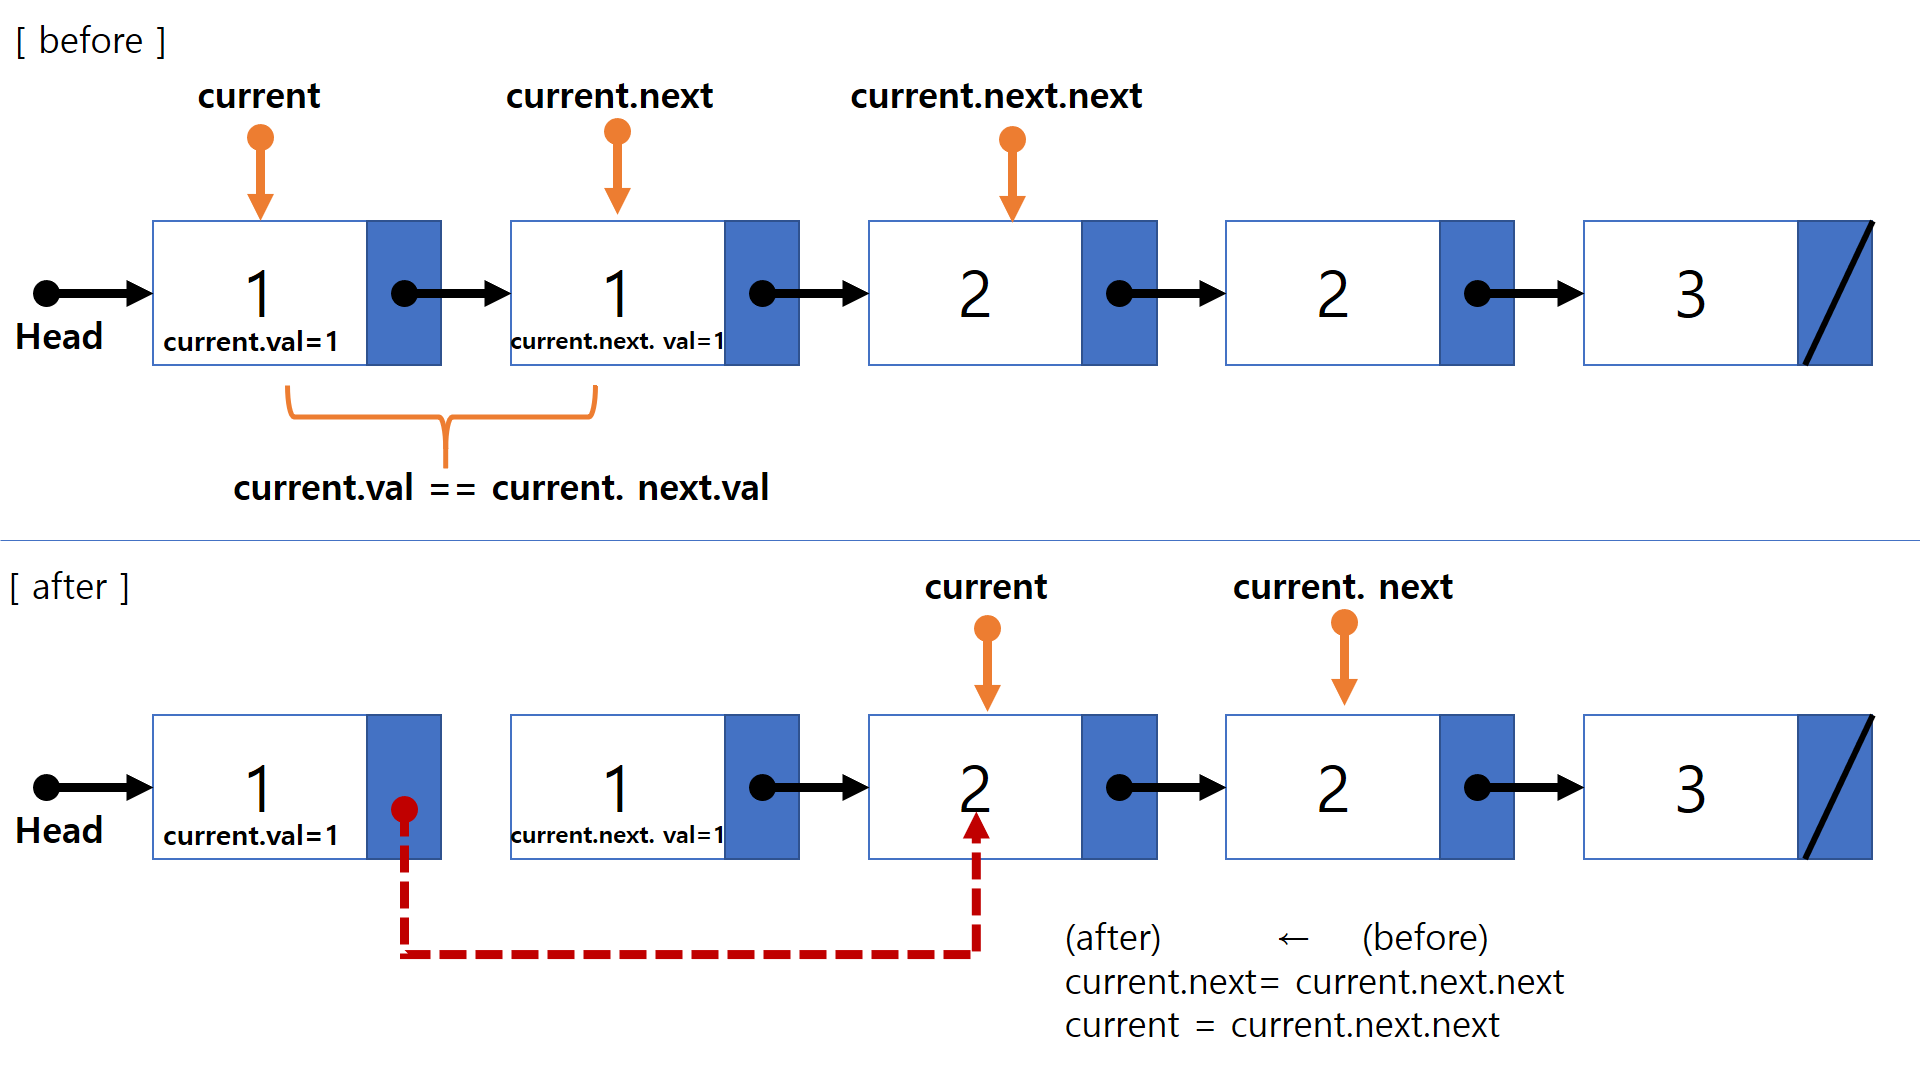 [ before ]
current current.next current.next.next
1 1 2 2 3
Head
current.val=1 current.next. val=1
current.val == current. next.val
[ after ]
current current. next
1 1 2 2 3
Head
current.val=1 current.next. val=1
(after) ← (before)
current.next= current.next.next
current = current.next.next